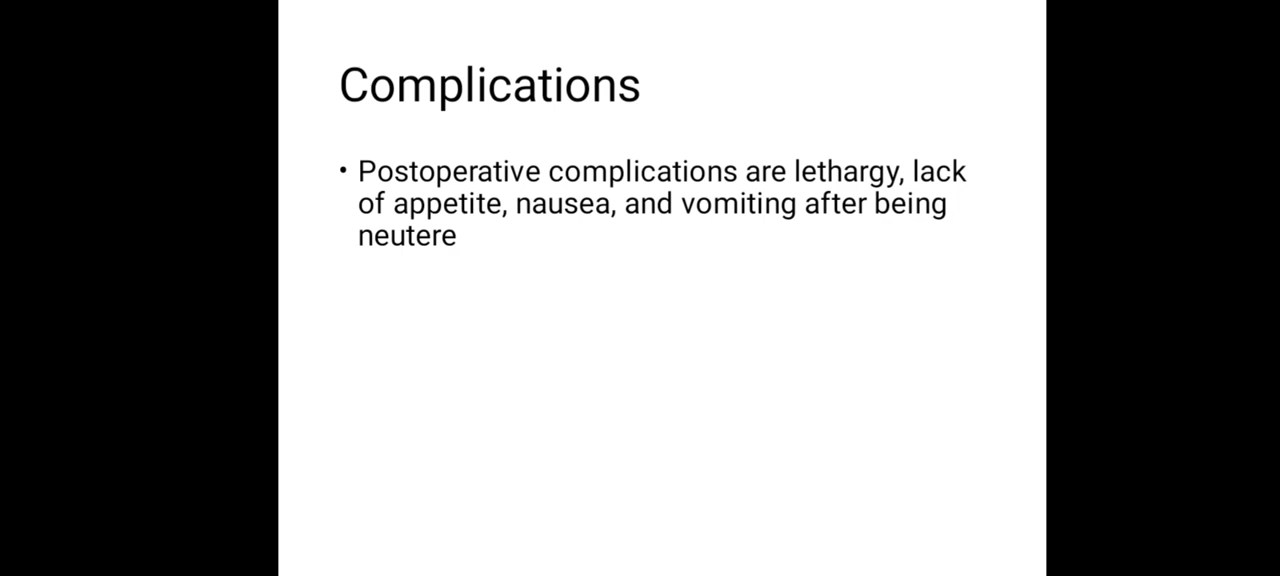 Complications
• Postoperative complications are lethargy, lack
of appetite, nausea, and vomiting after being
neutere